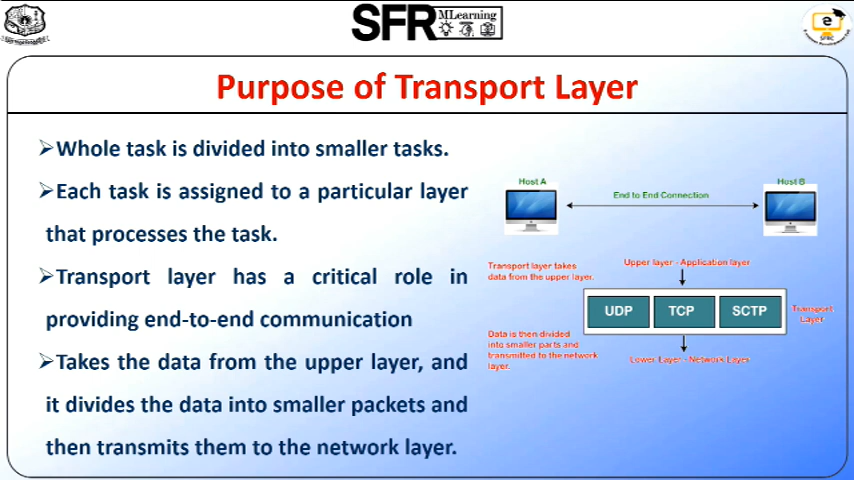 SFR MLearning
e
SFRC
Purpose of Transport Layer
➢Whole task is divided into smaller tasks.
➢Each task is assigned to a particular layer
that processes the task.
➢Transport layer has a critical role in
providing end-to-end communication
➢Takes the data from the upper layer, and
it divides the data into smaller packets and
then transmits them to the network layer.
Host A
End to End Connection
Host B
Transport layer takes
data from the upper layer.
Upper layer - Application layer
UDP TCP SCTP
Transport
Layer
Data is then divided
into smaller parts and
transmitted to the network
layer.
Lower Layer - Network Layer